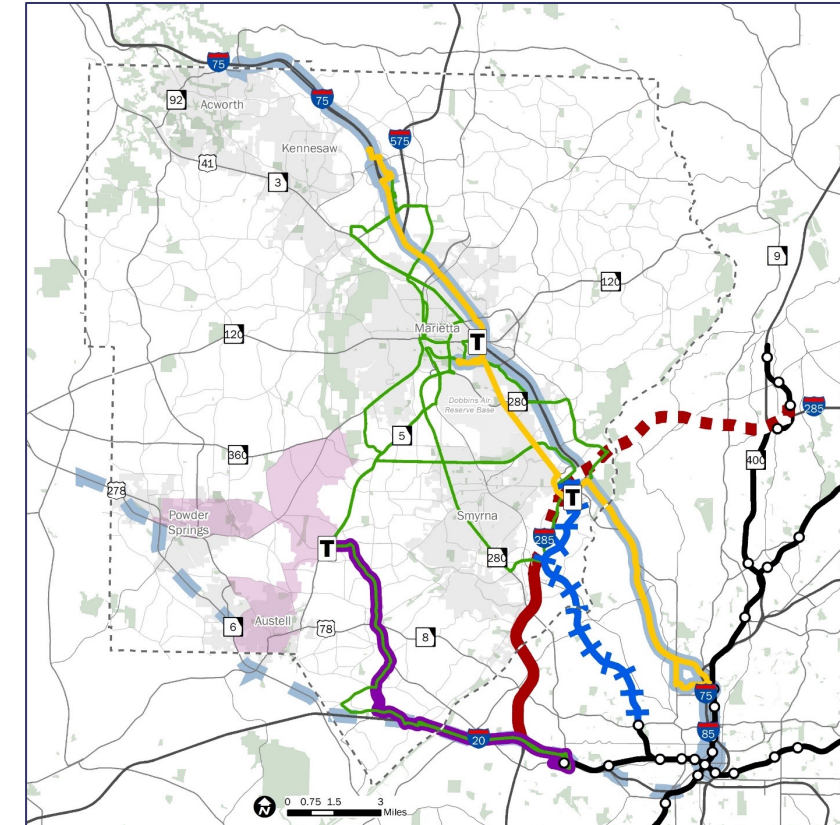 75
92
Acworth
75
575
Kennesaw
41
3
9
120
120
Marietta
T
Dobbins Air
Reserve Base
280
285
5
360
400
278
T
Powder
Springs
Smyrna
285
T
280
Austell
6
78
8
75
20
85
N
0 0.75 1.5 3
Miles